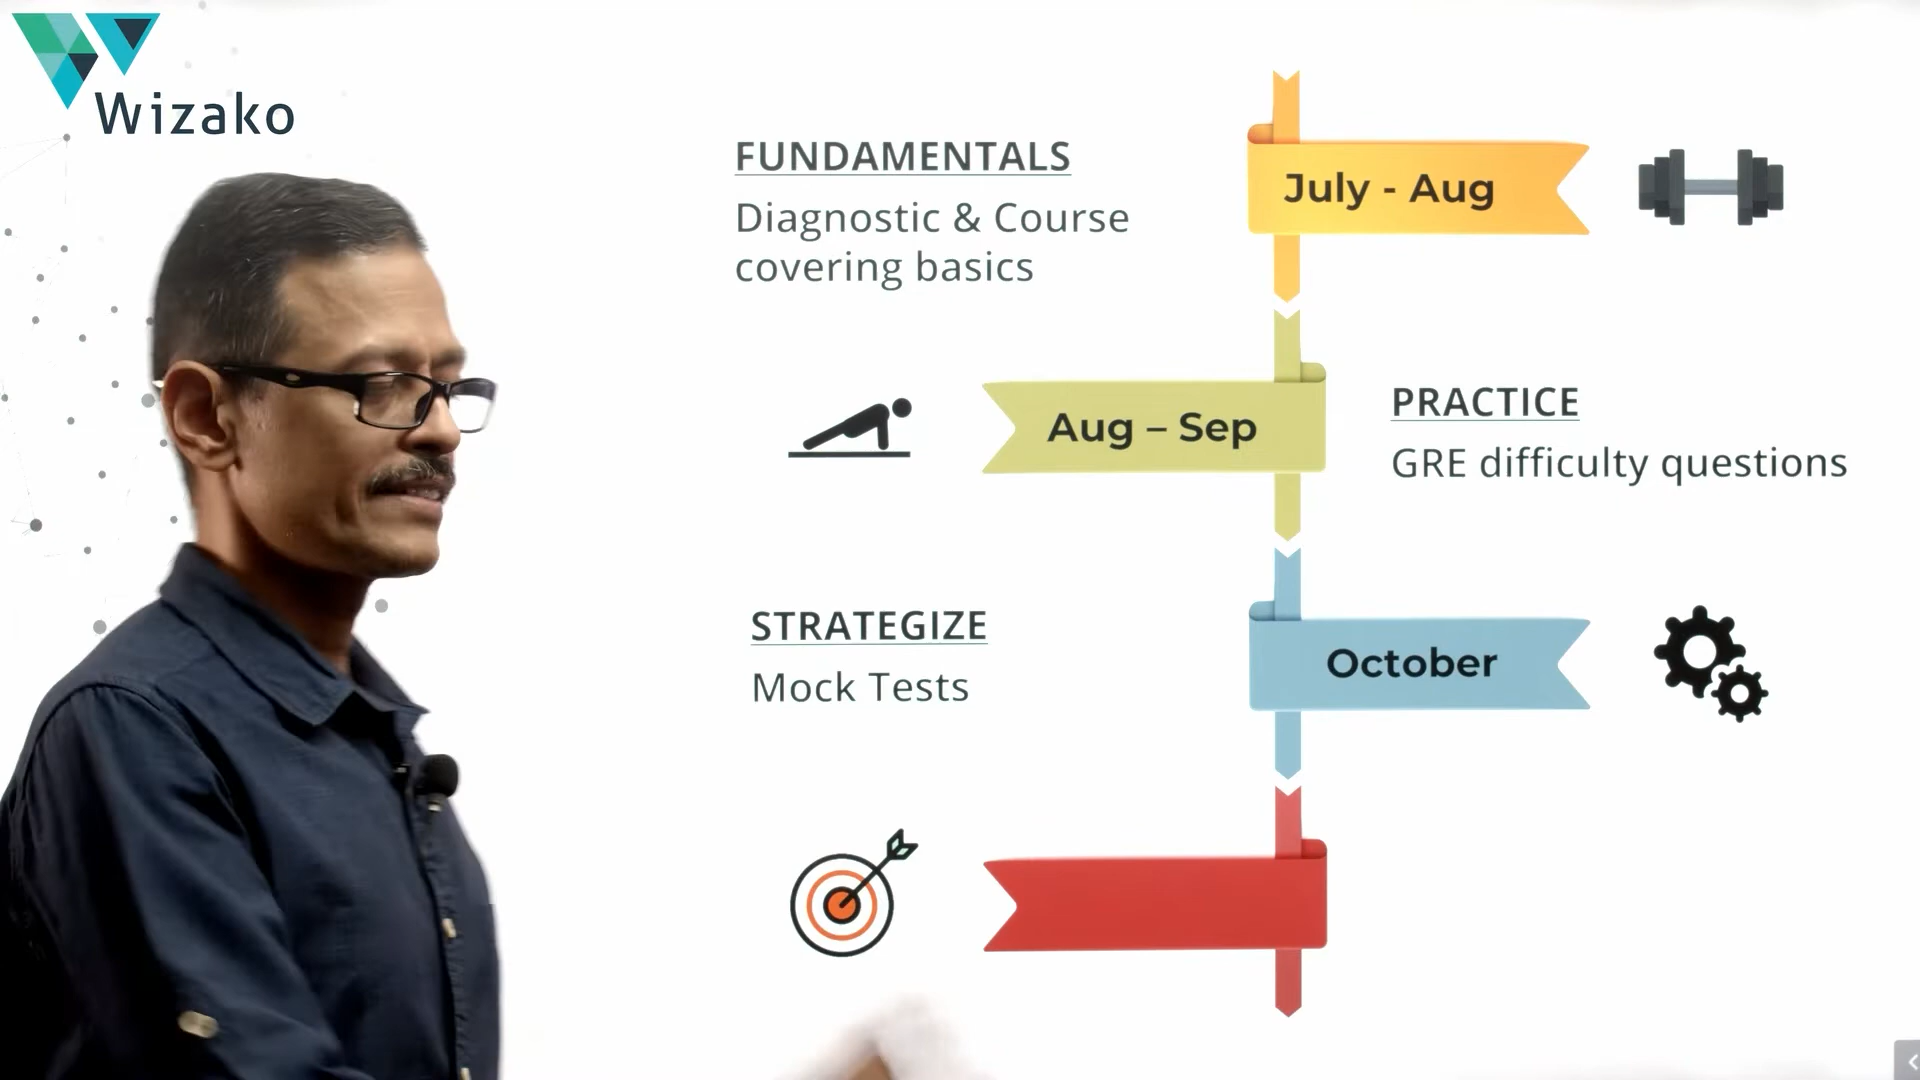 Wizako
FUNDAMENTALS
Diagnostic & Course
covering basics
July - Aug
Aug – Sep
PRACTICE
GRE difficulty questions
STRATEGIZE
Mock Tests
October